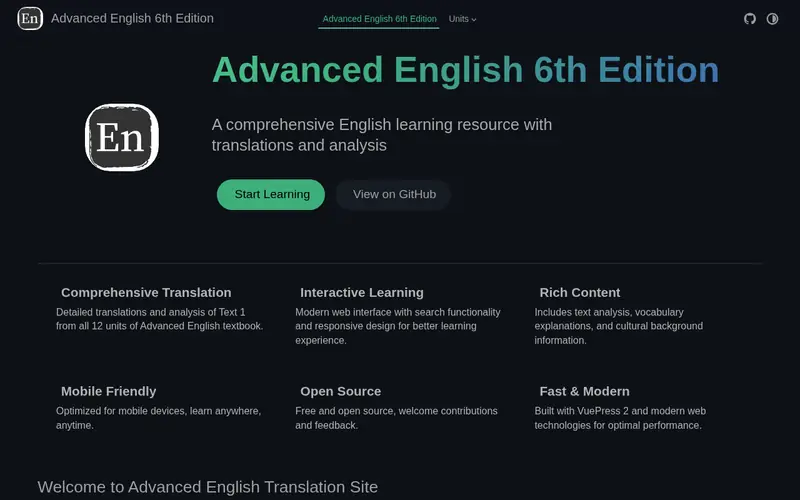 En Advanced English 6th Edition Advanced English 6th Edition Units
Advanced English 6th Edition
En
A comprehensive English learning resource with
translations and analysis
Start Learning View on GitHub
Comprehensive Translation
Detailed translations and analysis of Text 1
from all 12 units of Advanced English textbook.
Interactive Learning
Modern web interface with search functionality
and responsive design for better learning
experience.
Rich Content
Includes text analysis, vocabulary
explanations, and cultural background
information.
Mobile Friendly
Optimized for mobile devices, learn anywhere,
anytime.
Open Source
Free and open source, welcome contributions
and feedback.
Fast & Modern
Built with VuePress 2 and modern web
technologies for optimal performance.
Welcome to Advanced English Translation Site